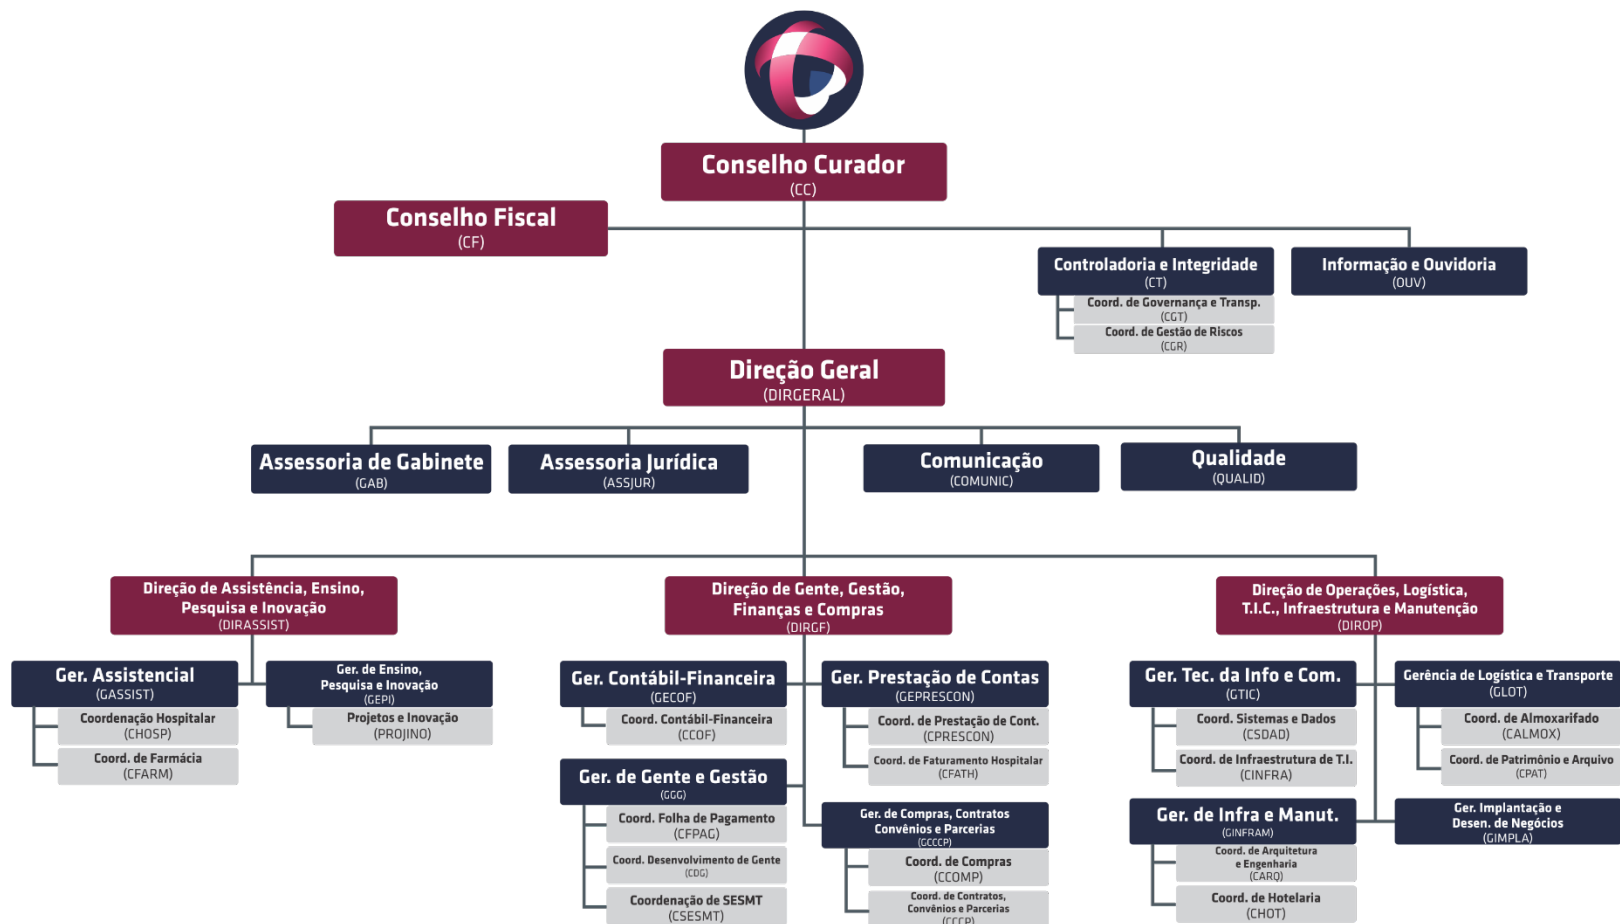 Conselho Curador
(CC)
Conselho Fiscal
(CF)
Controladoria e Integridade
(CT)
Coord. de Governança e Transp.
(CGT)
Coord. de Gestão de Riscos
(CGR)
Informação e Ouvidoria
(OUV)
Direção Geral
(DIRGERAL)
Assessoria de Gabinete
(GAB)
Assessoria Jurídica
(ASSJUR)
Comunicação
(COMUNIC)
Qualidade
(QUALID)
Direção de Assistência, Ensino,
Pesquisa e Inovação
(DIRASSIST)
Ger. Assistencial
(GASSIST)
Coordenação Hospitalar
(CHOSP)
Coord. de Farmácia
(CFARM)
Ger. de Ensino,
Pesquisa e Inovação
(GEPI)
Projetos e Inovação
(PROJINO)
Direção de Gente, Gestão,
Finanças e Compras
(DIRGF)
Ger. Contábil-Financeira
(GECOF)
Coord. Contábil-Financeira
(CCOF)
Ger. Prestação de Contas
(GEPRESCON)
Coord. de Prestação de Cont.
(CPRESCON)
Coord. de Faturamento Hospitalar
(CFATH)
Ger. de Gente e Gestão
(GGG)
Coord. Folha de Pagamento
(CFPAG)
Coord. Desenvolvimento de Gente
(CDG)
Coordenação de SESMT
(CSESMT)
Ger. de Compras, Contratos
Convênios e Parcerias
(GCCCP)
Coord. de Compras
(CCOMP)
Coord. de Contratos,
Convênios e Parcerias
(CCCP)
Direção de Operações, Logística,
T.I.C., Infraestrutura e Manutenção
(DIROP)
Ger. Tec. da Info e Com.
(GTIC)
Coord. Sistemas e Dados
(CSDAD)
Coord. de Infraestrutura de T.I.
(CINFRA)
Gerência de Logística e Transporte
(GLOT)
Coord. de Almoxarifado
(CALMOX)
Coord. de Patrimônio e Arquivo
(CPAT)
Ger. de Infra e Manut.
(GINFRAM)
Coord. de Arquitetura
e Engenharia
(CARQ)
Coord. de Hotelaria
(CHOT)
Ger. Implantação e
Desen. de Negócios
(GIMPLA)